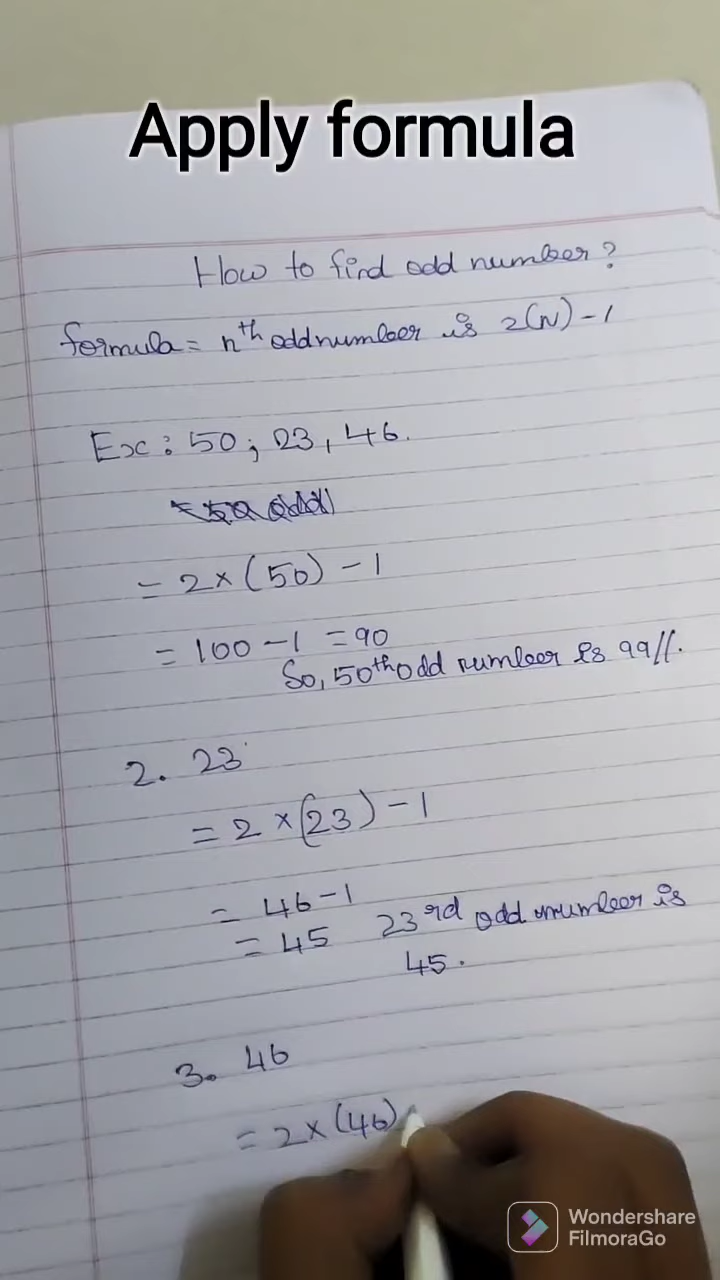 Apply formula
How to find odd number?
formula = nth odd number is 2(N) - 1
Ex: 50; 23, 46.
= 2 × (50) - 1
= 100 - 1 = 90
So, 50th odd number is 99//.
2. 23
= 2 × (23) - 1
= 46 - 1
= 45 23rd odd number is
45.
3. 46
= 2 × (46)
Wondershare
FilmoraGo